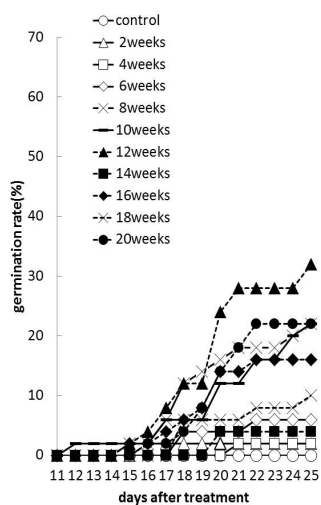 control
2weeks
4weeks
6weeks
8weeks
10weeks
12weeks
14weeks
16weeks
18weeks
20weeks
70
60
50
40
30
20
10
0
germination rate(%)
11 12 13 14 15 16 17 18 19 20 21 22 23 24 25
days after treatment